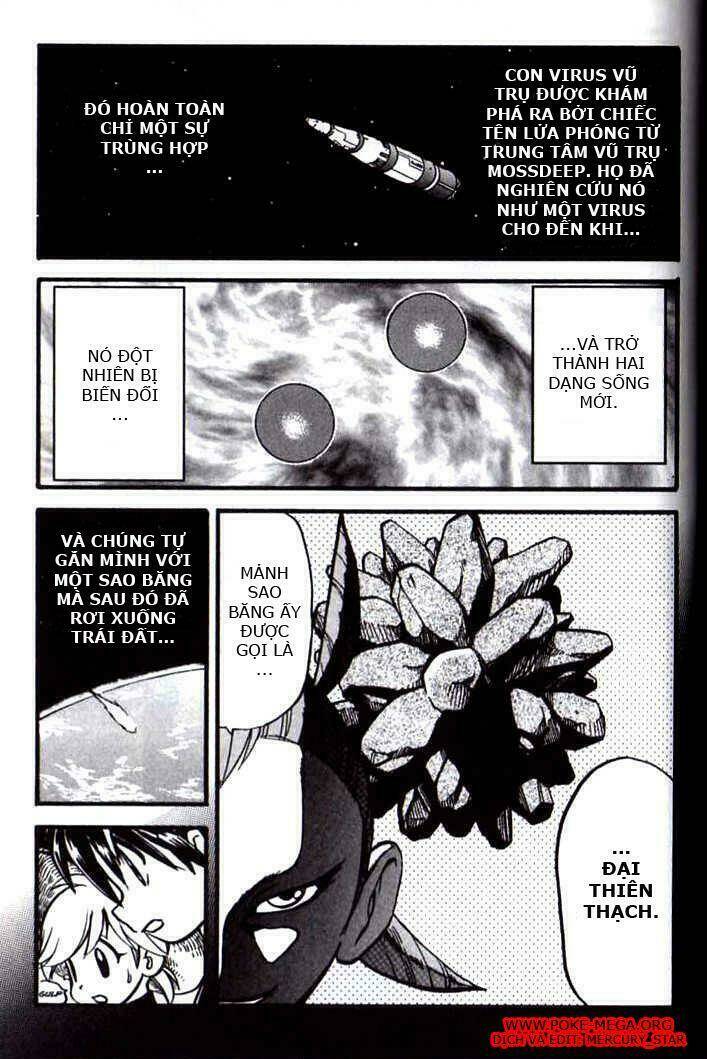 CON VIRUS VŨ
TRỤ ĐƯỢC KHÁM
PHÁ RA BỞI CHIẾC
TÊN LỬA PHÓNG TỪ
TRUNG TÂM VŨ TRỤ
MOSSDEEP. HỌ ĐÃ
NGHIÊN CỨU NÓ
NHƯ MỘT VIRUS
CHO ĐẾN KHI...
ĐÓ HOÀN TOÀN
CHỈ MỘT SỰ
TRÙNG HỢP
...
...VÀ TRỞ
THÀNH HAI
DẠNG SỐNG
MỚI.
NÓ ĐỘT
NHIÊN BỊ
BIẾN ĐỔI
...
VÀ CHÚNG TỰ
GẮN MÌNH VỚI
MỘT SAO BĂNG
MÀ SAU ĐÓ ĐÃ
RƠI XUỐNG
TRÁI ĐẤT...
MẢNH
SAO
BĂNG ẤY
ĐƯỢC
GỌI LÀ
...
...
ĐẠI
THIÊN
THẠCH.
GULP
WWW.POKE-MEGA.ORG
DỊCH VÀ EDIT: MERCURY_STAR